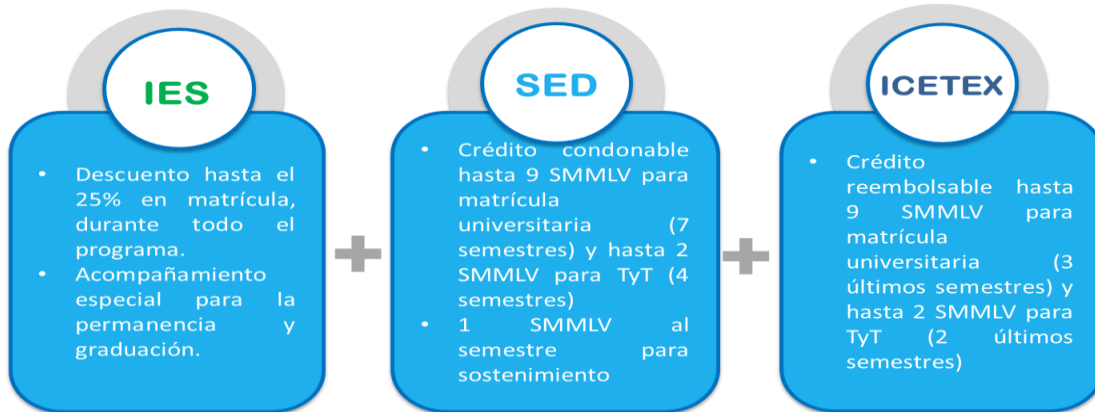 IES
• Descuento hasta el
25% en matrícula,
durante todo el
programa.
• Acompañamiento
especial para la
permanencia y
graduación.
SED
• Crédito condonable
hasta 9 SMMLV para
matrícula
universitaria (7
semestres) y hasta 2
SMMLV para TyT (4
semestres)
• 1 SMMLV al
semestre para
sostenimiento
ICETEX
• Crédito
reembolsable hasta
9 SMMLV para
matrícula
universitaria (3
últimos semestres) y
hasta 2 SMMLV para
TyT (2 últimos
semestres)